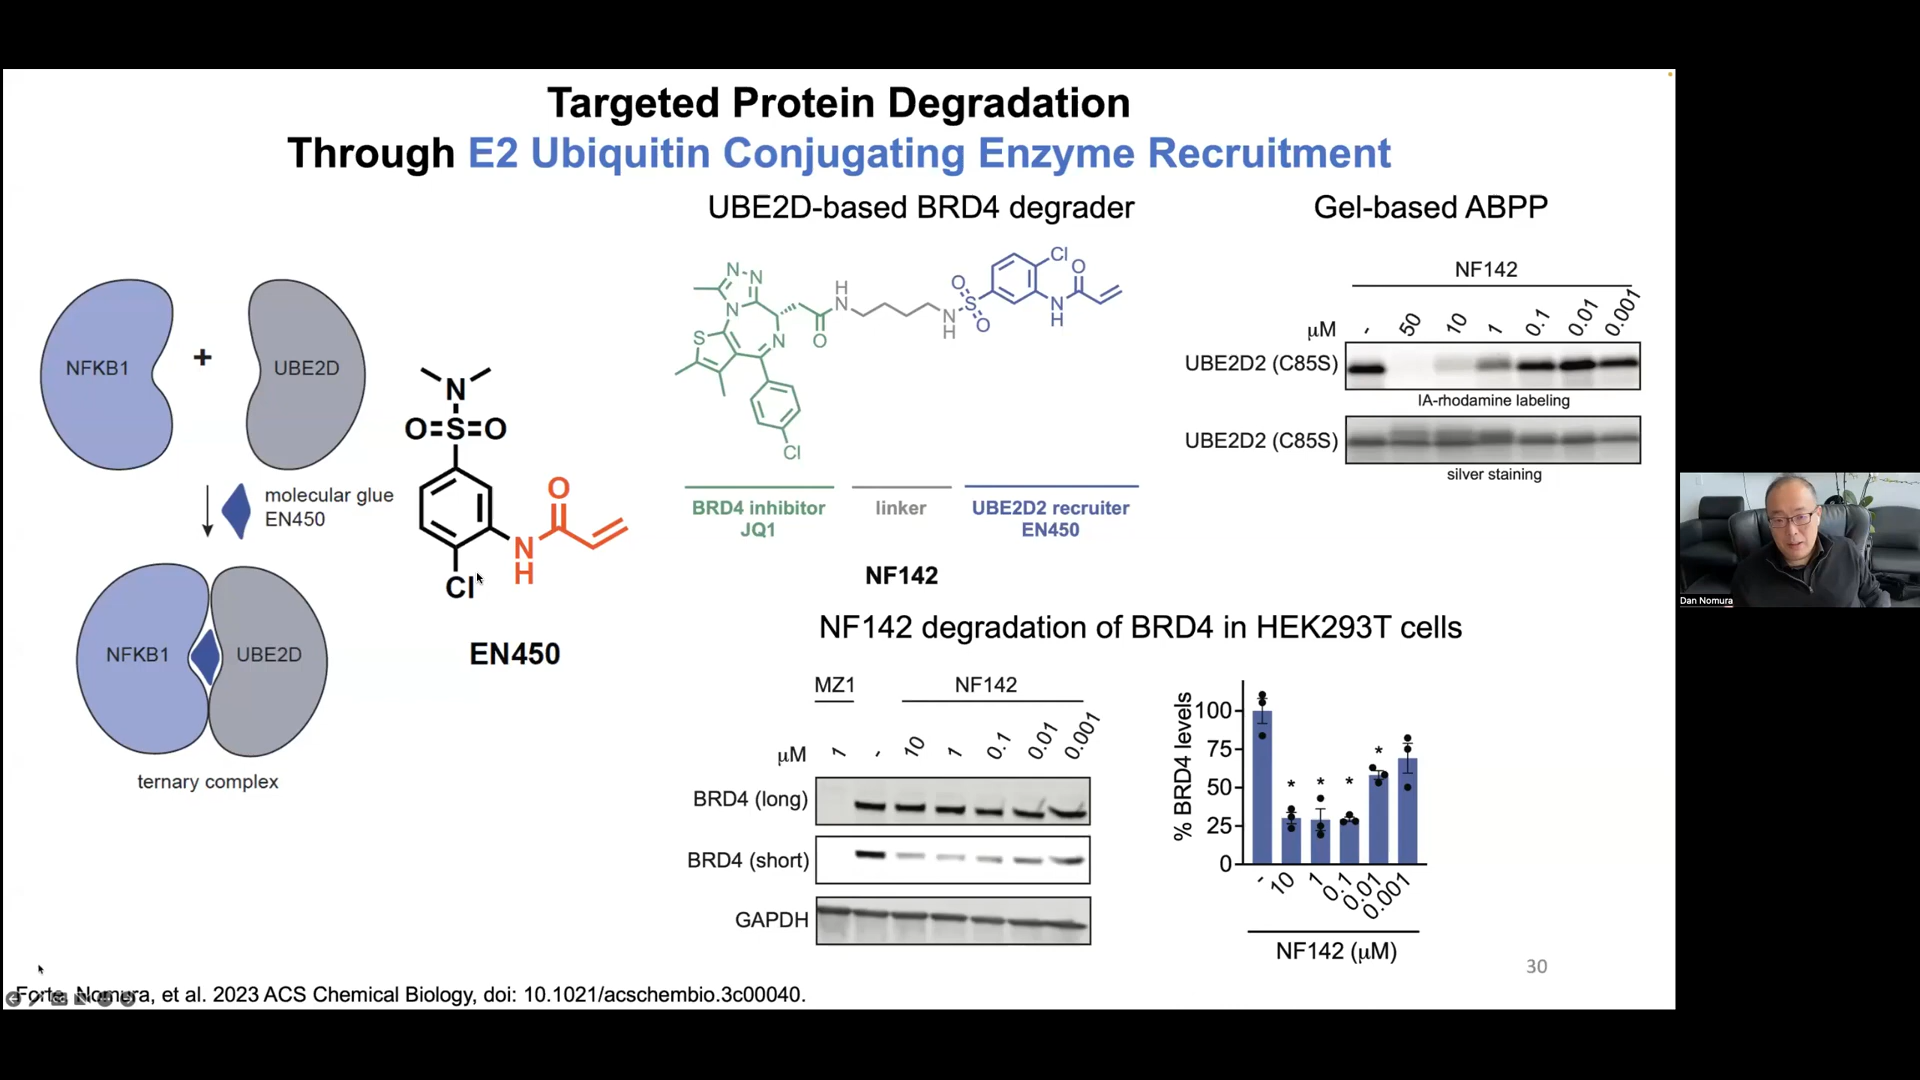 Targeted Protein Degradation
Through E2 Ubiquitin Conjugating Enzyme Recruitment
NFKB1
+
UBE2D
molecular glue
EN450
NFKB1
UBE2D
ternary complex
N
O=S=O
O
N
H
Cl
EN450
UBE2D-based BRD4 degrader
N N
N
S
N
O
H
N
N
H
O
S
O
Cl
O
N
H
Cl
BRD4 inhibitor
JQ1
linker
UBE2D2 recruiter
EN450
NF142
Gel-based ABPP
NF142
μM - 50 10 1 0.1 0.01 0.001
UBE2D2 (C85S)
IA-rhodamine labeling
UBE2D2 (C85S)
silver staining
NF142 degradation of BRD4 in HEK293T cells
MZ1 NF142
μM 1 - 10 1 0.1 0.01 0.001
BRD4 (long)
BRD4 (short)
GAPDH
% BRD4 levels
100
75
50
25
0
* * * *
- 10 1 0.1 0.01 0.001
NF142 (μM)
30
Forte, Nomura, et al. 2023 ACS Chemical Biology, doi: 10.1021/acschembio.3c00040.
Dan Nomura